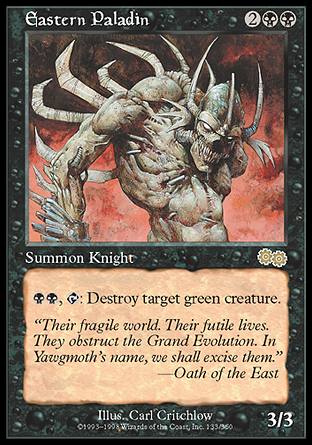 Eastern Paladin 2
Summon Knight
: Destroy target green creature.
“Their fragile world. Their futile lives.
They obstruct the Grand Evolution. In
Yawgmoth's name, we shall excise them.”
—Oath of the East
Illus. Carl Critchlow
©1993–1998 Wizards of the Coast, Inc. 133/350
3/3